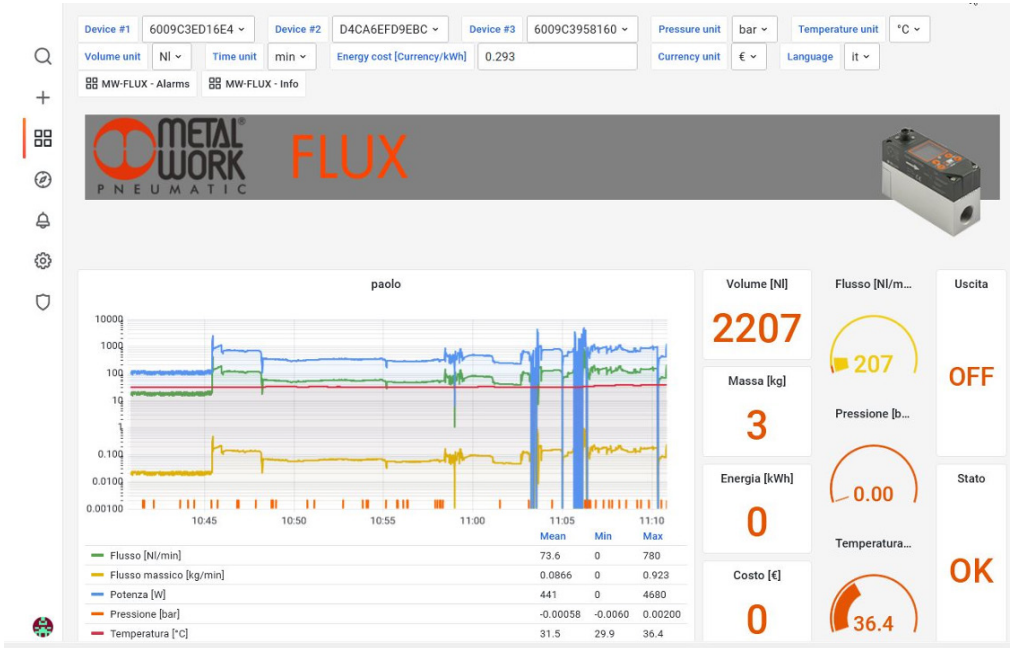 Device #1 6009C3ED16E4 Device #2 D4CA6EFD9EBC Device #3 6009C3958160 Pressure unit bar Temperature unit °C
Volume unit Nl Time unit min Energy cost [Currency/kWh] 0.293 Currency unit € Language it
MW-FLUX - Alarms MW-FLUX - Info
METAL®
WORK
PNEUMATIC
FLUX
paolo
10000
1000
100
10
1
0.100
0.0100
0.00100
10:45 10:50 10:55 11:00 11:05 11:10
Mean Min Max
Flusso [Nl/min] 73.6 0 780
Flusso massico [kg/min] 0.0866 0 0.923
Potenza [W] 441 0 4680
Pressione [bar] -0.00058 -0.0060 0.00200
Temperatura [°C] 31.5 29.9 36.4
Volume [Nl]
2207
Massa [kg]
3
Energia [kWh]
0
Costo [€]
0
Flusso [Nl/m...
207
Pressione [b...
0.00
Temperatura...
36.4
Uscita
OFF
Stato
OK